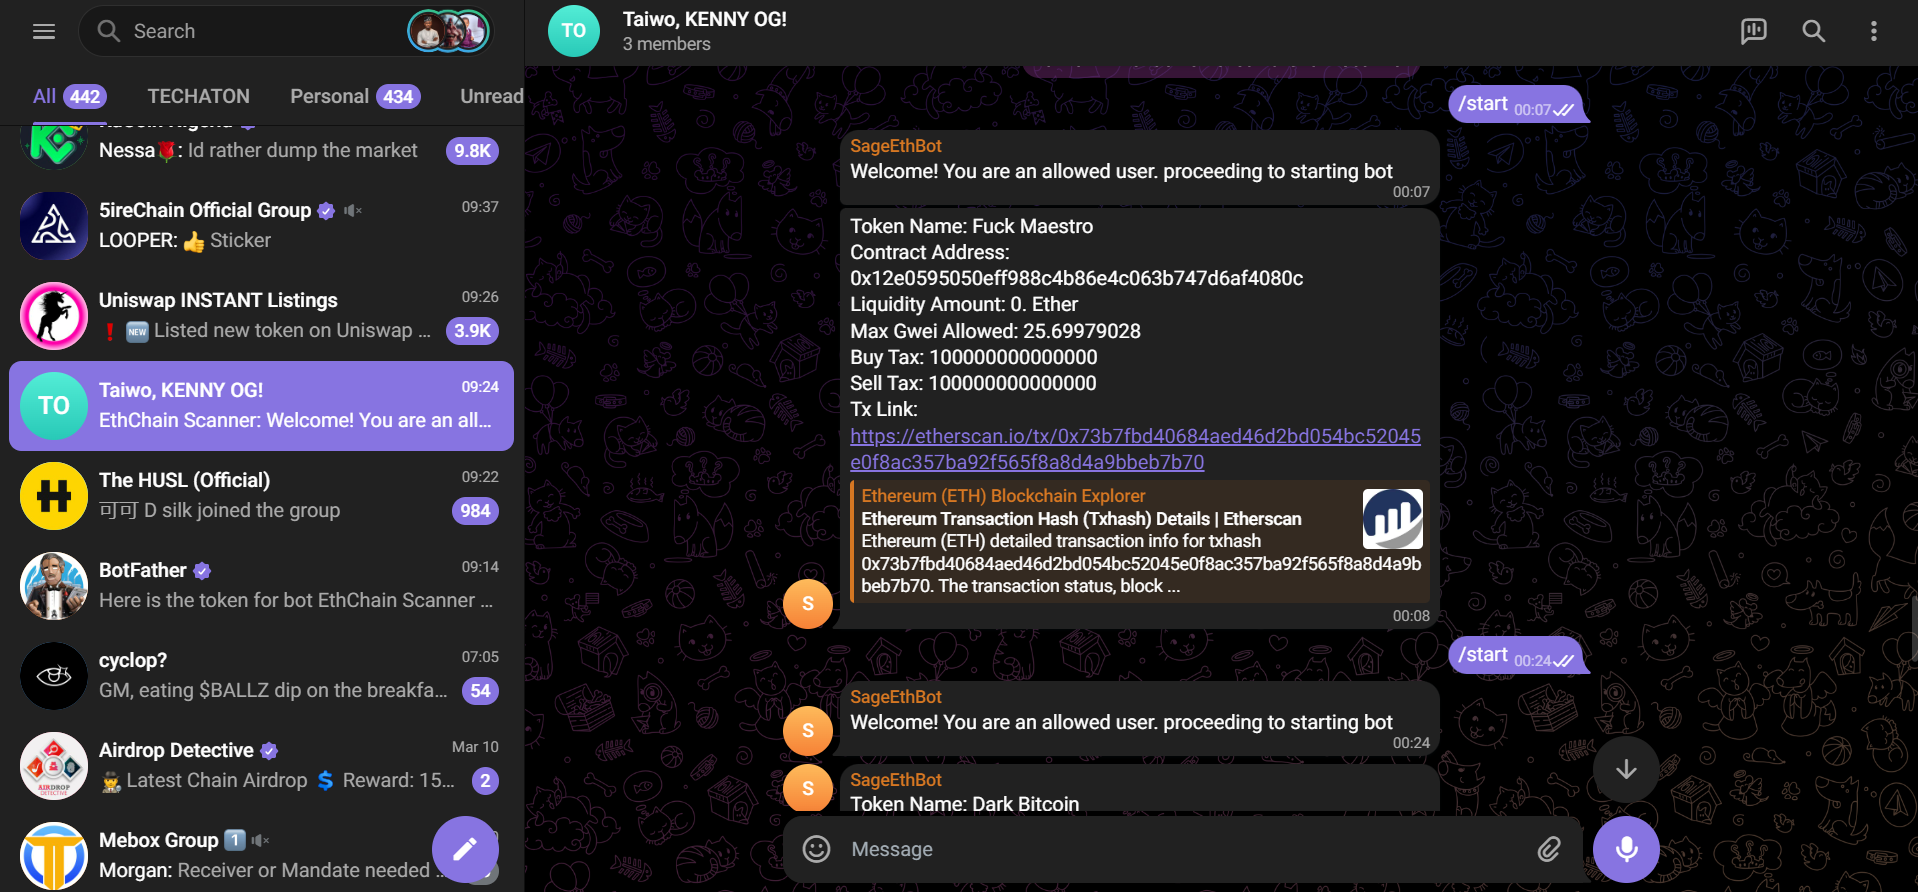 Search
All 442
TECHATON
Personal 434
Unread
Nessa🌹: Id rather dump the market
9.8K
5ireChain Official Group
09:37
LOOPER: 👍 Sticker
Uniswap INSTANT Listings
09:26
❗ 🆕 Listed new token on Uniswap ...
3.9K
Taiwo, KENNY OG!
09:24
EthChain Scanner: Welcome! You are an all...
The HUSL (Official)
09:22
可可 D silk joined the group
984
BotFather
09:14
Here is the token for bot EthChain Scanner ...
cyclop?
07:05
GM, eating $BALLZ dip on the breakfa...
54
Airdrop Detective
Mar 10
Latest Chain Airdrop 💲 Reward: 15...
2
AIRDROP
DETECTIVE
Mebox Group 1️⃣
Morgan: Receiver or Mandate needed
TO
TO
Taiwo, KENNY OG!
3 members
/start 00:07
SageEthBot
Welcome! You are an allowed user. proceeding to starting bot
00:07
Token Name: Fuck Maestro
Contract Address:
0x12e0595050eff988c4b86e4c063b747d6af4080c
Liquidity Amount: 0. Ether
Max Gwei Allowed: 25.69979028
Buy Tax: 100000000000000
Sell Tax: 100000000000000
Tx Link:
https://etherscan.io/tx/0x73b7fbd40684aed46d2bd054bc52045
e0f8ac357ba92f565f8a8d4a9bbeb7b70
Ethereum (ETH) Blockchain Explorer
Ethereum Transaction Hash (Txhash) Details | Etherscan
Ethereum (ETH) detailed transaction info for txhash
0x73b7fbd40684aed46d2bd054bc52045e0f8ac357ba92f565f8a8d4a9b
beb7b70. The transaction status, block ...
S
00:08
/start 00:24
SageEthBot
Welcome! You are an allowed user. proceeding to starting bot
S
00:24
SageEthBot
S
Token Name: Dark Bitcoin
Message